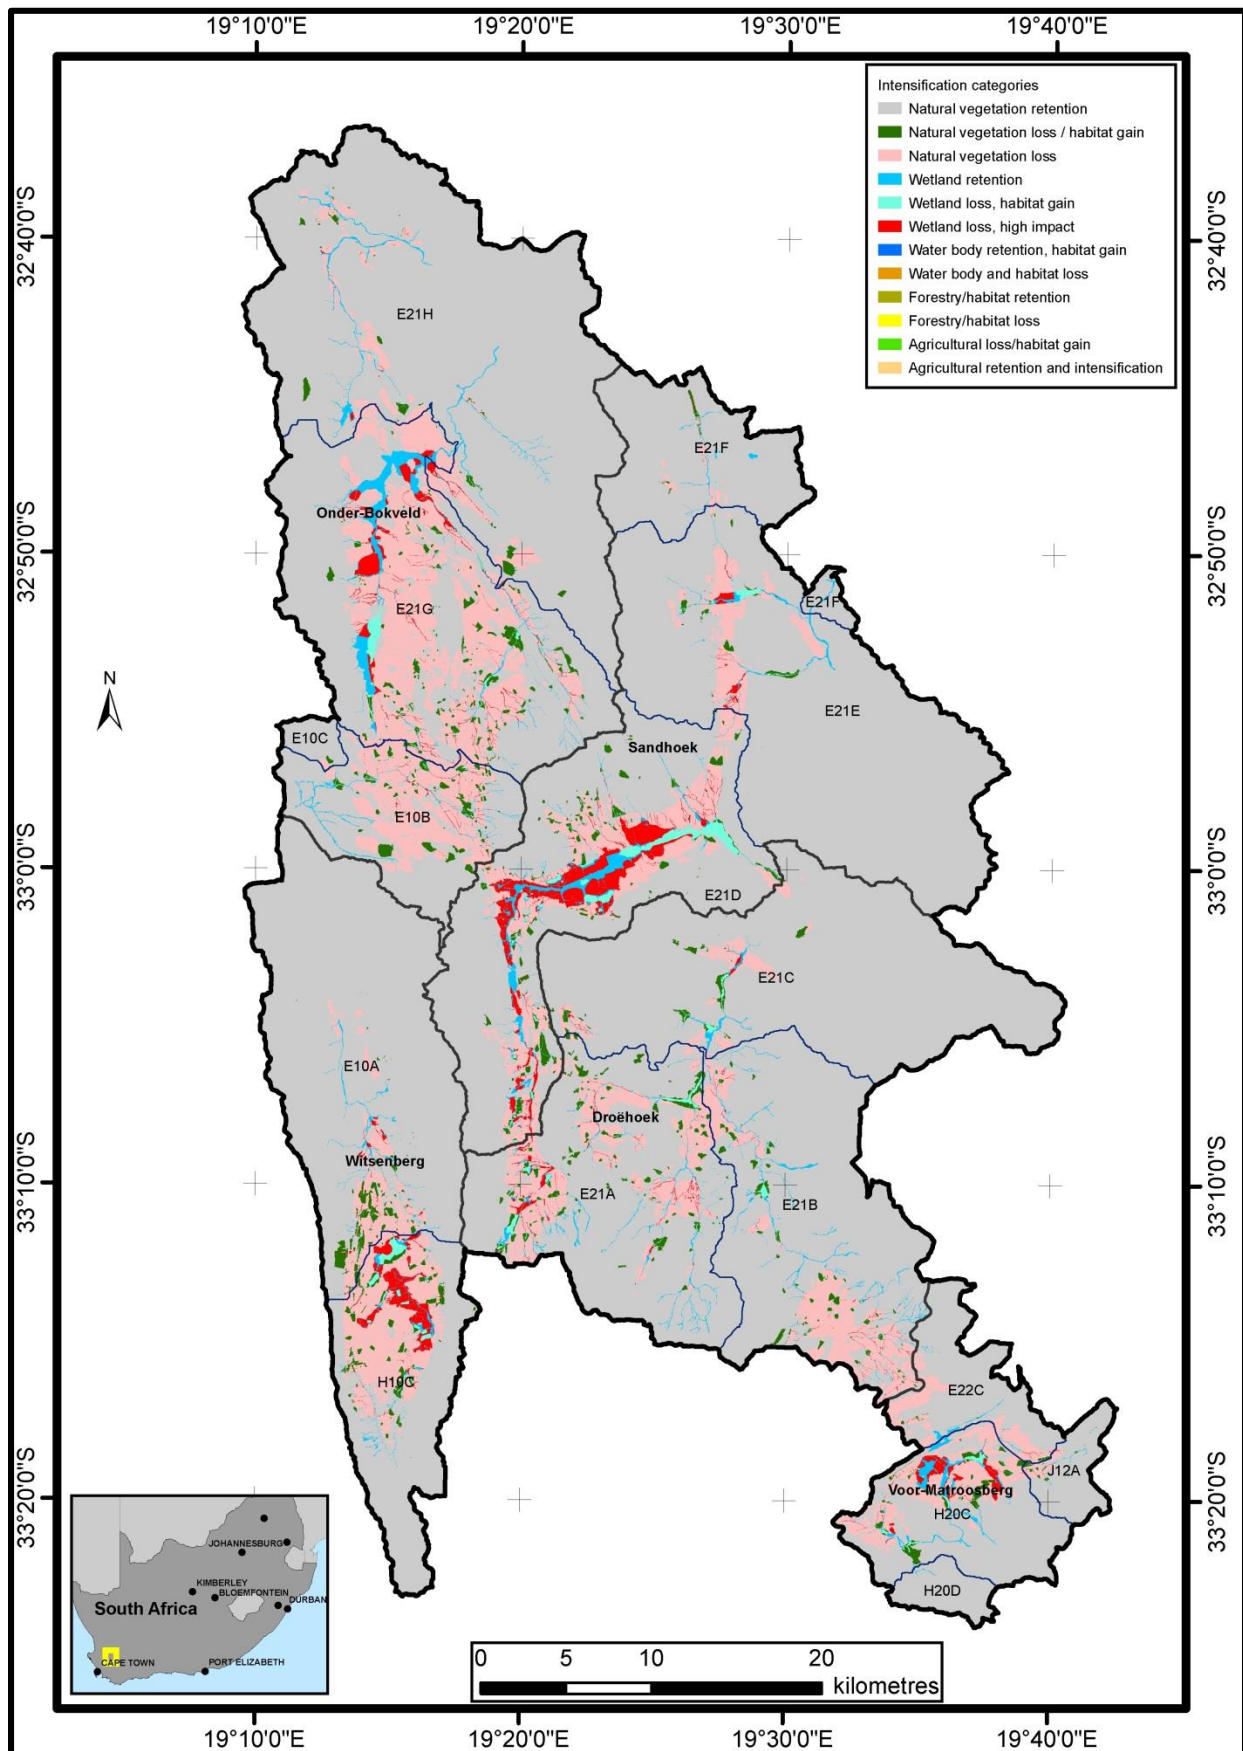 19°10'0"E 19°20'0"E 19°30'0"E 19°40'0"E
Intensification categories
Natural vegetation retention
Natural vegetation loss / habitat gain
Natural vegetation loss
Wetland retention
Wetland loss, habitat gain
Wetland loss, high impact
Water body retention, habitat gain
Water body and habitat loss
Forestry/habitat retention
Forestry/habitat loss
Agricultural loss/habitat gain
Agricultural retention and intensification
32°40'0"S 32°40'0"S
E21H
E21F
Onder-Bokveld
32°50'0"S 32°50'0"S
E21G E21F
N
E21E
E10C Sandhoek
E10B
33°0'0"S 33°0'0"S
E21D
E21C
E10A
Droëhoek
Witsenberg
33°10'0"S 33°10'0"S
E21A E21B
H10C
E22C
J12A
Voor-Matroosberg
33°20'0"S 33°20'0"S
H20C
H20D
JOHANNESBURG
KIMBERLEY
BLOEMFONTEIN
DURBAN
South Africa
CAPE TOWN PORT ELIZABETH
0 5 10 20
kilometres
19°10'0"E 19°20'0"E 19°30'0"E 19°40'0"E